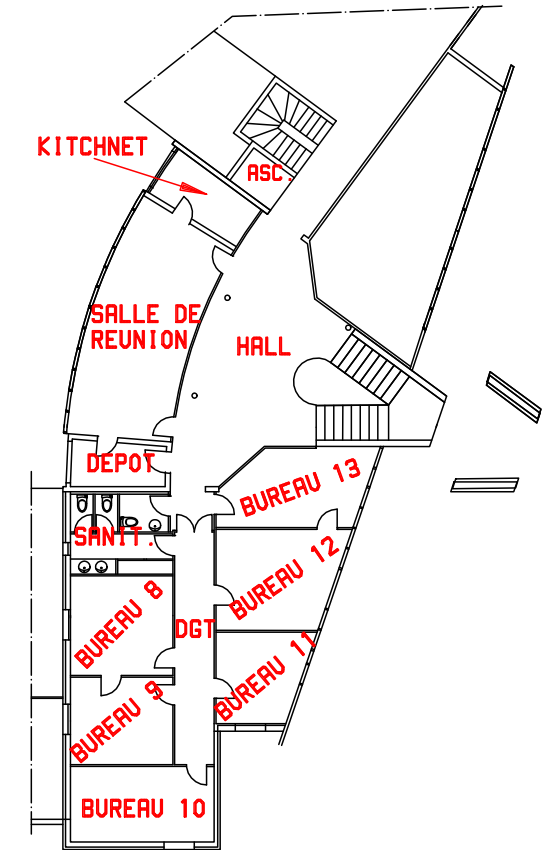 KITCHNET
ASC.
SALLE DE
REUNION
HALL
DEPOT
BUREAU 13
SANIT.
BUREAU 12
BUREAU 8
DGT
BUREAU 11
BUREAU 9
BUREAU 10